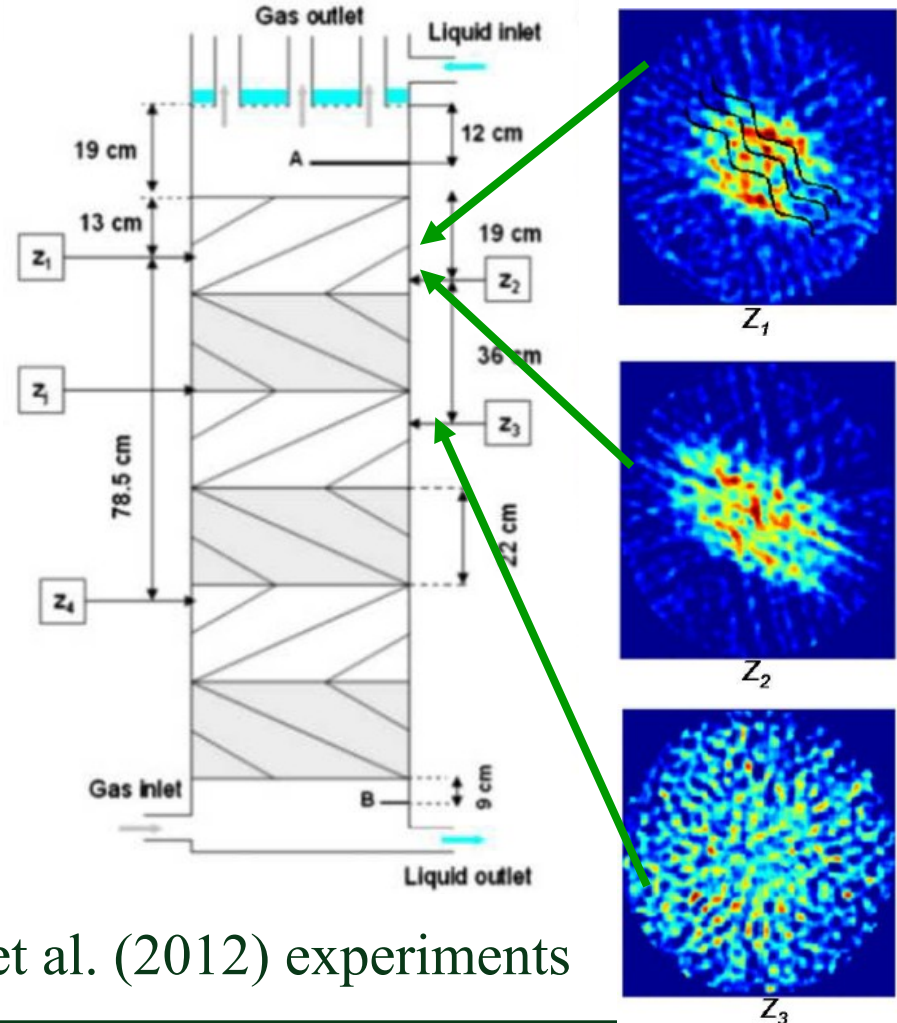 Gas outlet
Liquid inlet
19 cm
12 cm
A
13 cm
19 cm
z₁
z₂
36 cm
zⱼ
z₃
78.5 cm
22 cm
z₄
Gas inlet
B
9 cm
Liquid outlet
Z₁
Z₂
Z₃
et al. (2012) experiments